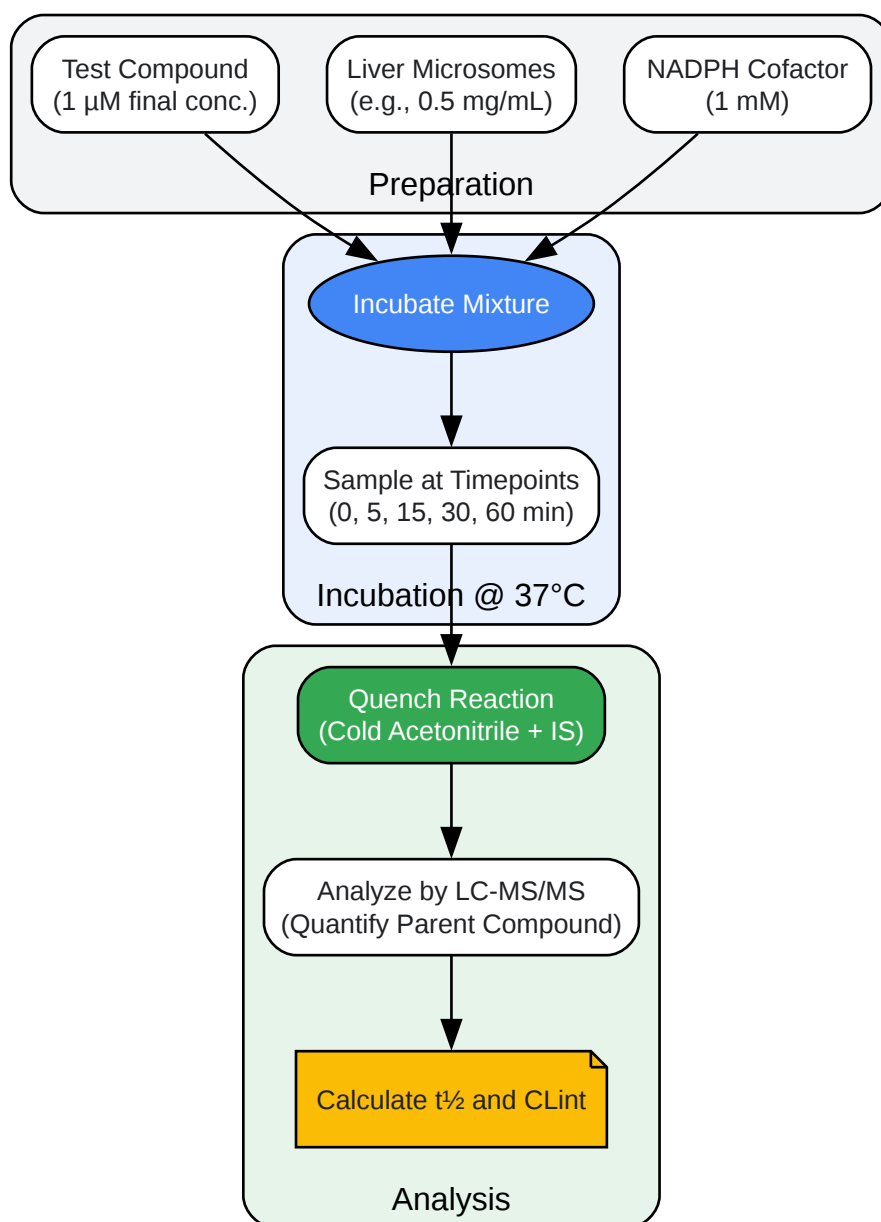 Test Compound
(1 µM final conc.)
Liver Microsomes
(e.g., 0.5 mg/mL)
NADPH Cofactor
(1 mM)
Preparation
Incubate Mixture
Sample at Timepoints
(0, 5, 15, 30, 60 min)
Incubation @ 37°C
Quench Reaction
(Cold Acetonitrile + IS)
Analyze by LC-MS/MS
(Quantify Parent Compound)
Calculate t½ and CLint
Analysis